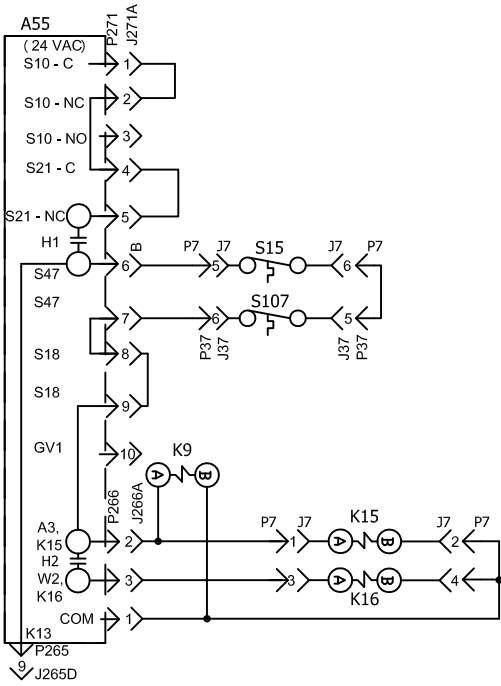 A55
P271
J271A
( 24 VAC)
S10 - C
1
S10 - NC
2
S10 - NO
3
S21 - C
4
S21 - NC
5
H1
B
P7
J7
S15
J7
P7
S47
6
5
6
S47
S107
7
6
5
P37
J37
J37
P37
S18
8
S18
9
GV1
10
K9
A
B
P266
J266A
A3,
K15
2
P7
J7
K15
J7
P7
1
A
B
2
H2
W2,
K16
3
3
A
B
4
K16
COM
1
K13
P265
9
J265D